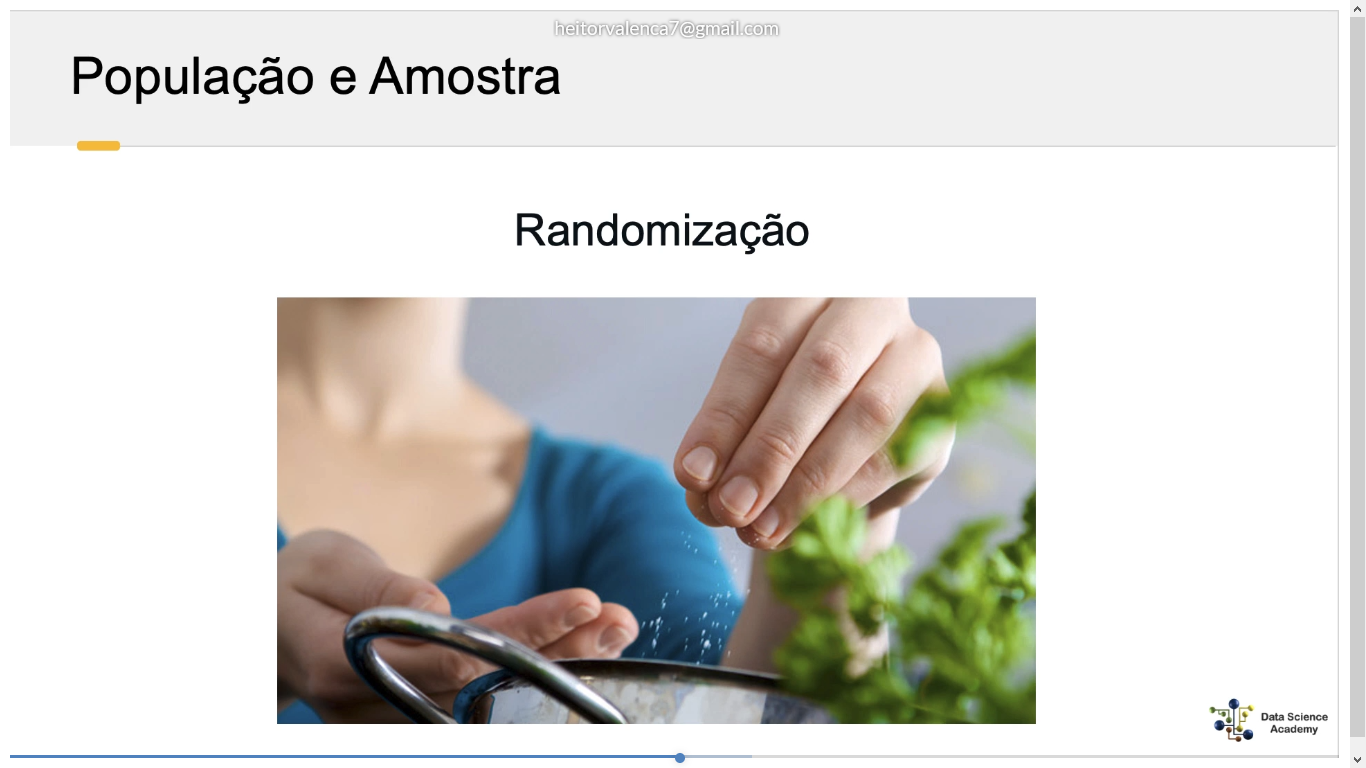 heitorvalenca7@gmail.com
População e Amostra
Randomização
Data Science
Academy